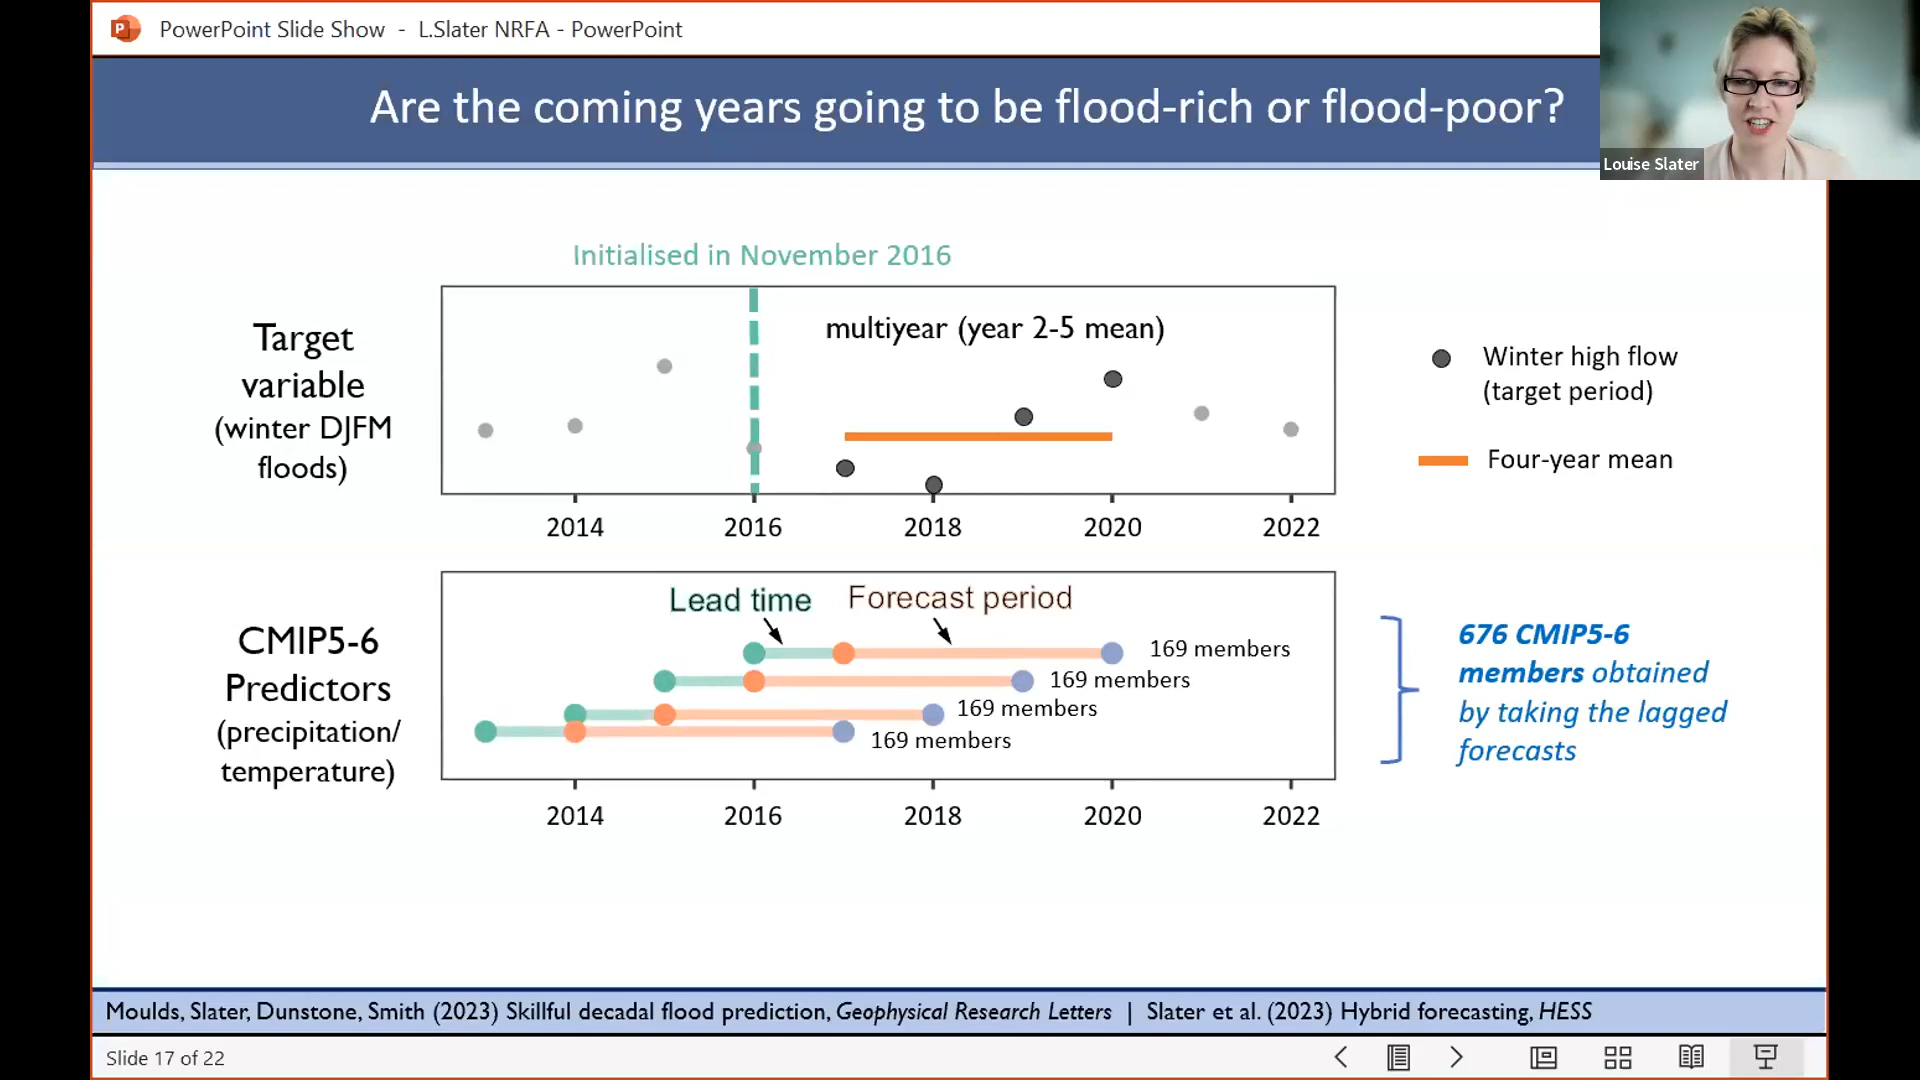 PowerPoint Slide Show - L.Slater NRFA - PowerPoint
Are the coming years going to be flood-rich or flood-poor?
Louise Slater
Initialised in November 2016
Target
variable
(winter DJFM
floods)
multiyear (year 2-5 mean)
2014 2016 2018 2020 2022
Winter high flow
(target period)
Four-year mean
CMIP5-6
Predictors
(precipitation/
temperature)
Lead time Forecast period
169 members
169 members
169 members
169 members
2014 2016 2018 2020 2022
676 CMIP5-6
members obtained
by taking the lagged
forecasts
Moulds, Slater, Dunstone, Smith (2023) Skillful decadal flood prediction, Geophysical Research Letters | Slater et al. (2023) Hybrid forecasting, HESS
Slide 17 of 22